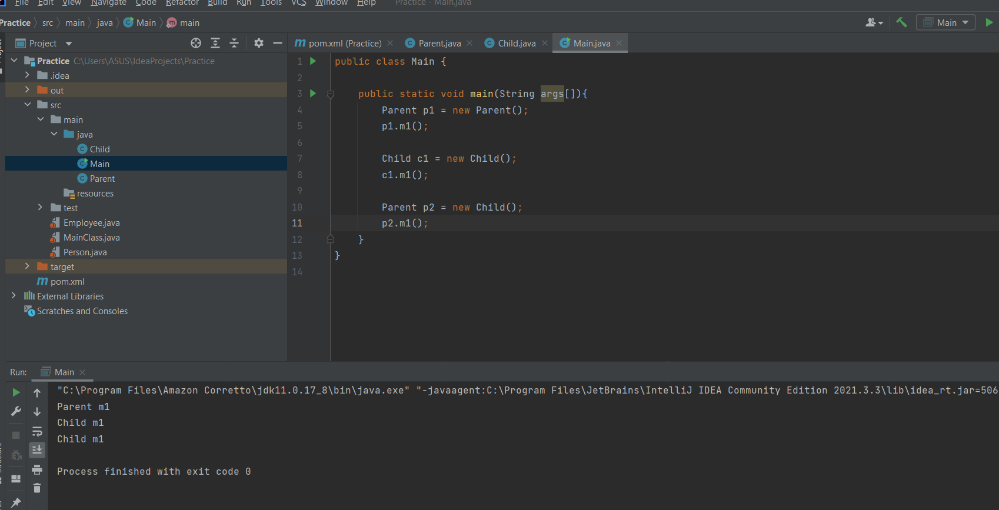 File Edit View Navigate Code Refactor Build Run Tools VCS Window Help Practice - Main.java
Practice src main java Main main Main
Project
pom.xml (Practice) Parent.java Child.java Main.java
Practice C:\Users\ASUS\IdeaProjects\Practice
.idea
out
src
main
java
Child
Main
Parent
resources
test
Employee.java
MainClass.java
Person.java
target
pom.xml
External Libraries
Scratches and Consoles
1 public class Main {
2
3 public static void main(String args[]){
4 Parent p1 = new Parent();
5 p1.m1();
6
7 Child c1 = new Child();
8 c1.m1();
9
10 Parent p2 = new Child();
11 p2.m1();
12 }
13 }
14
Run: Main
"C:\Program Files\Amazon Corretto\jdk11.0.17_8\bin\java.exe" "-javaagent:C:\Program Files\JetBrains\IntelliJ IDEA Community Edition 2021.3.3\lib\idea_rt.jar=506
Parent m1
Child m1
Child m1
Process finished with exit code 0